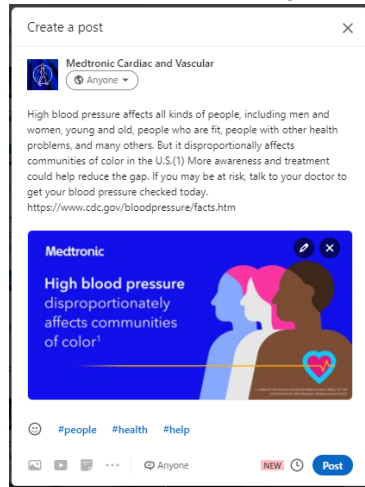 Create a post
Medtronic Cardiac and Vascular
Anyone
High blood pressure affects all kinds of people, including men and
women, young and old, people who are fit, people with other health
problems, and many others. But it disproportionally affects
communities of color in the U.S.(1) More awareness and treatment
could help reduce the gap. If you may be at risk, talk to your doctor to
get your blood pressure checked today.
https://www.cdc.gov/bloodpressure/facts.htm
Medtronic
High blood pressure
disproportionately
affects communities
of color¹
#people #health #help
Anyone
NEW
Post